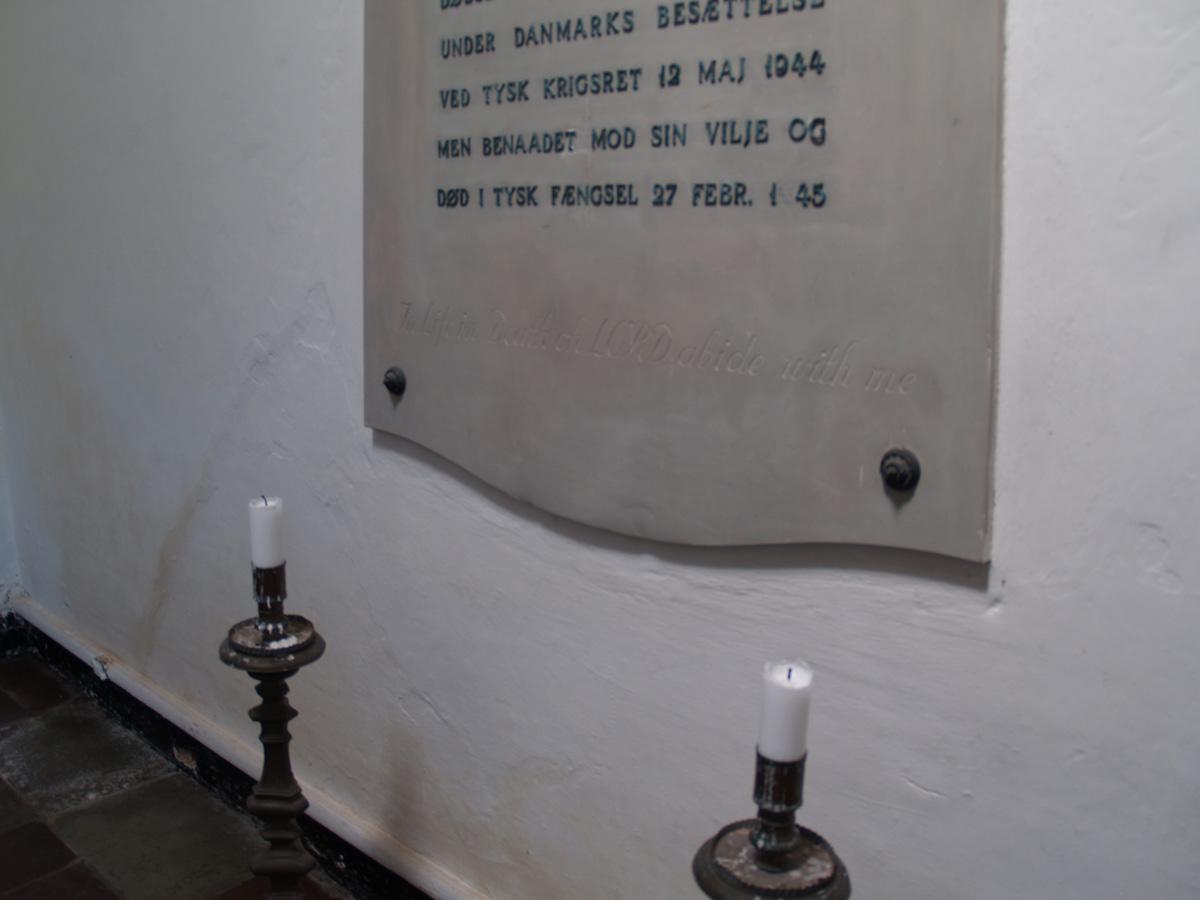 UNDER DANMARKS BESÆTTELSE
VED TYSK KRIGSRET 12 MAJ 1944
MEN BENAADET MOD SIN VILJE OG
DØD I TYSK FÆNGSEL 27 FEBR. 1 45
In Life in Death oh LORD abide with me